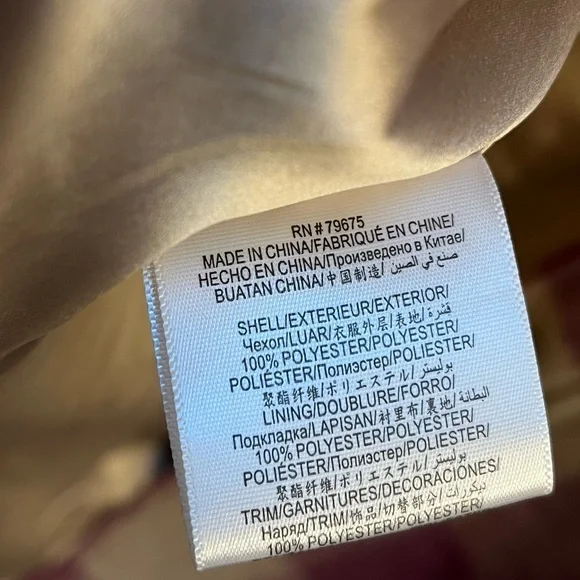 RN # 79675
MADE IN CHINA/FABRIQUÉ EN CHINE/
HECHO EN CHINA/Произведено в Китае/
BUATAN CHINA/中国制造/ صنع في الصين
SHELL/EXTERIEUR/EXTERIOR/
Чехол/LUAR/衣服外层/表地/ قشرة
100% POLYESTER/POLYESTER/
POLIÉSTER/Полиэстер/POLYESTER/
聚酯纤维/ポリエステル/ بوليستر
LINING/DOUBLURE/FORRO/
Подкладка/LAPISAN/衬里布/裏地/ البطانة
100% POLYESTER/POLYESTER/
POLIÉSTER/Полиэстер/POLYESTER/
聚酯纤维/ポリエステル/ بوليستر
TRIM/GARNITURES/DECORACIONES/
Наряд/TRIM/饰品/切替部分/ ديكورات
100% POLYESTER/POLYESTER/